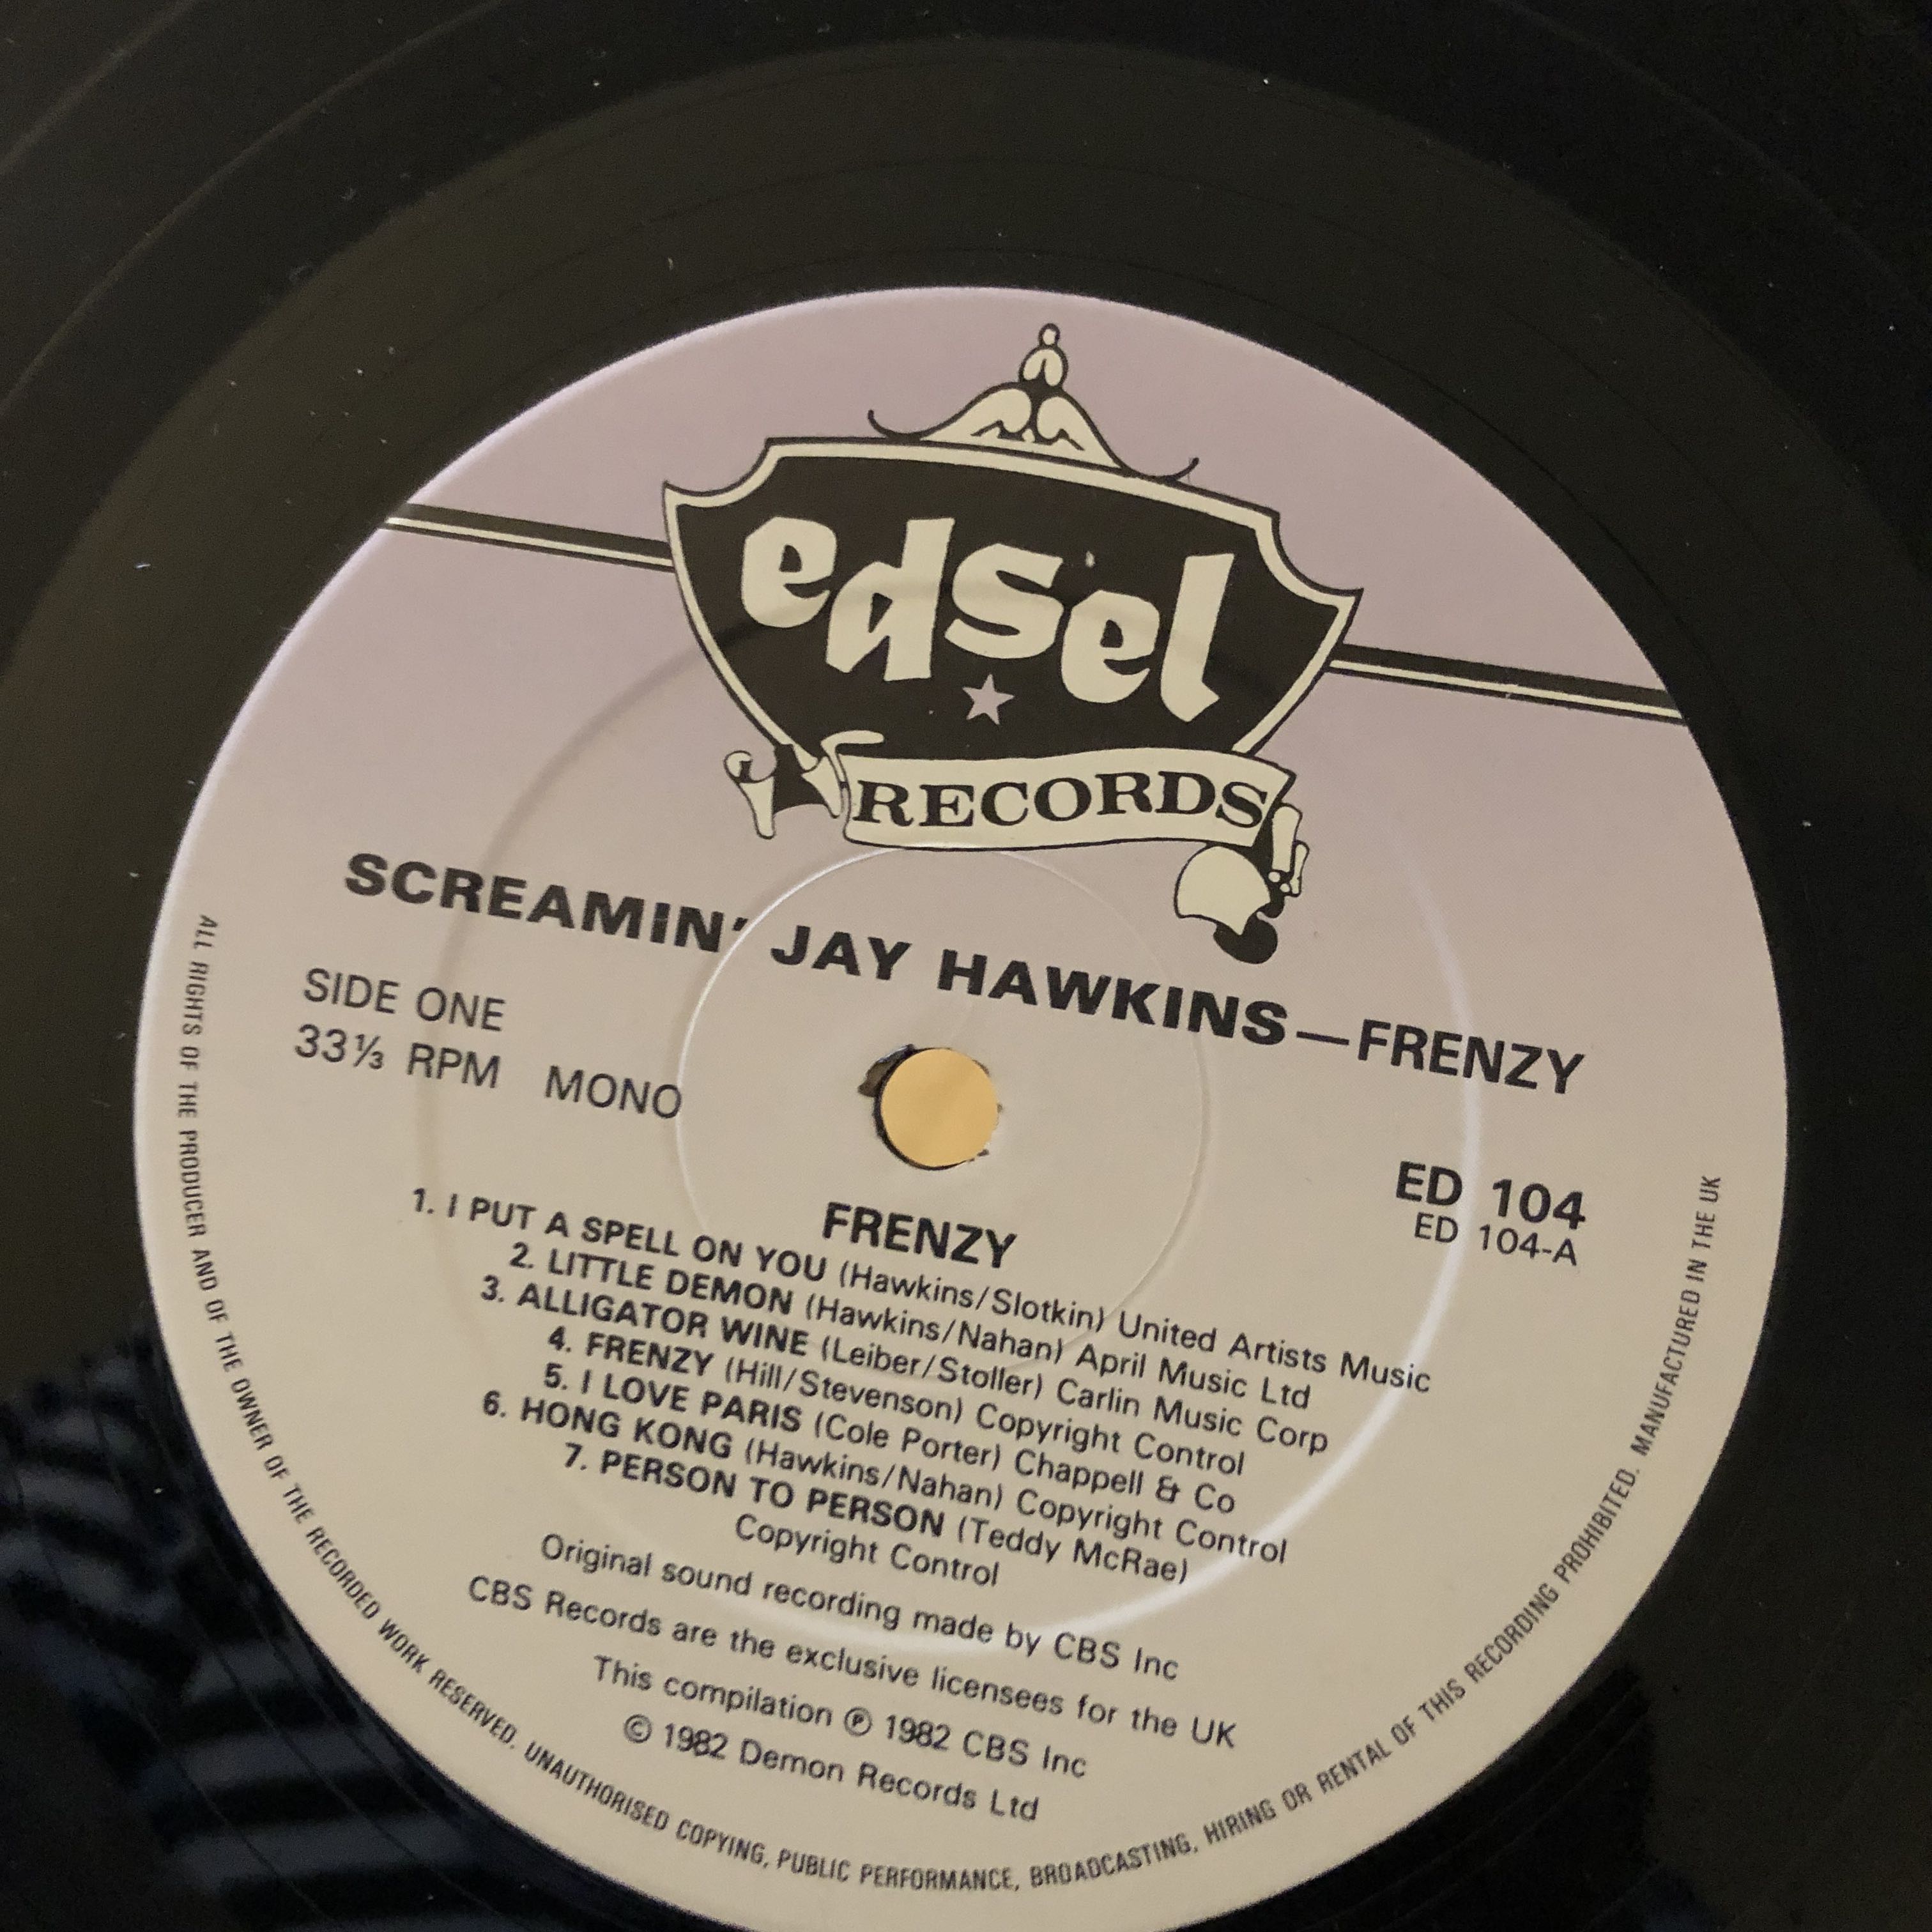 edsel
RECORDS
SCREAMIN' JAY HAWKINS—FRENZY
SIDE ONE
33⅓ RPM MONO
ED 104
ED 104-A
FRENZY
1. I PUT A SPELL ON YOU (Hawkins/Slotkin) United Artists Music
2. LITTLE DEMON (Hawkins/Nahan) April Music Ltd
3. ALLIGATOR WINE (Leiber/Stoller) Carlin Music Corp
4. FRENZY (Hill/Stevenson) Copyright Control
5. I LOVE PARIS (Cole Porter) Chappell & Co
6. HONG KONG (Hawkins/Nahan) Copyright Control
7. PERSON TO PERSON (Teddy McRae)
Copyright Control
Original sound recording made by CBS Inc
CBS Records are the exclusive licensees for the UK
This compilation ℗ 1982 CBS Inc
© 1982 Demon Records Ltd
ALL RIGHTS OF THE PRODUCER AND OF THE OWNER OF THE RECORDED WORK RESERVED. UNAUTHORISED COPYING, PUBLIC PERFORMANCE, BROADCASTING, HIRING OR RENTAL OF THIS RECORDING PROHIBITED. MANUFACTURED IN THE UK